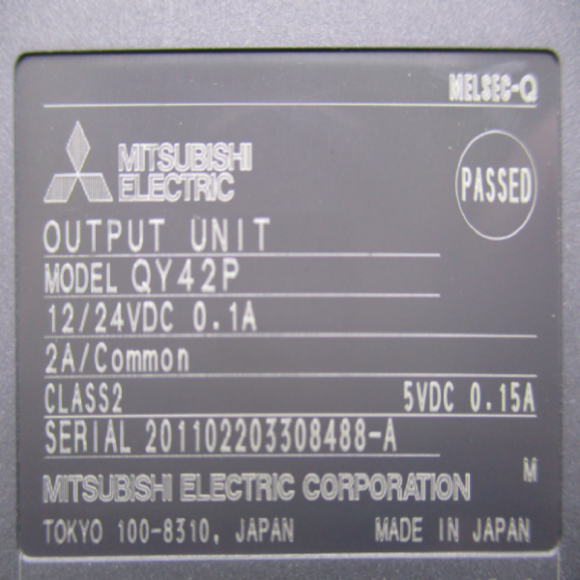 MELSEC-Q
MITSUBISHI
ELECTRIC
PASSED
OUTPUT UNIT
MODEL QY42P
12/24VDC 0.1A
2A/Common
CLASS2 5VDC 0.15A
SERIAL 201102203308488-A
M
MITSUBISHI ELECTRIC CORPORATION
TOKYO 100-8310, JAPAN MADE IN JAPAN